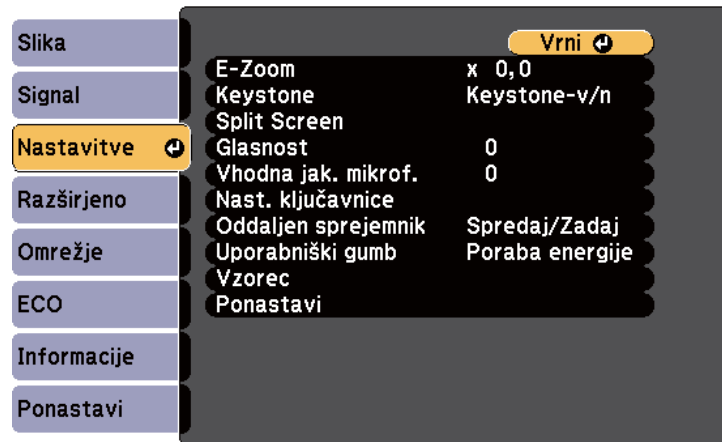 Slika
Signal
Nastavitve
Razširjeno
Omrežje
ECO
Informacije
Ponastavi
Vrni
E-Zoom x 0,0
Keystone Keystone-v/n
Split Screen
Glasnost 0
Vhodna jak. mikrof. 0
Nast. ključavnice
Oddaljen sprejemnik Spredaj/Zadaj
Uporabniški gumb Poraba energije
Vzorec
Ponastavi